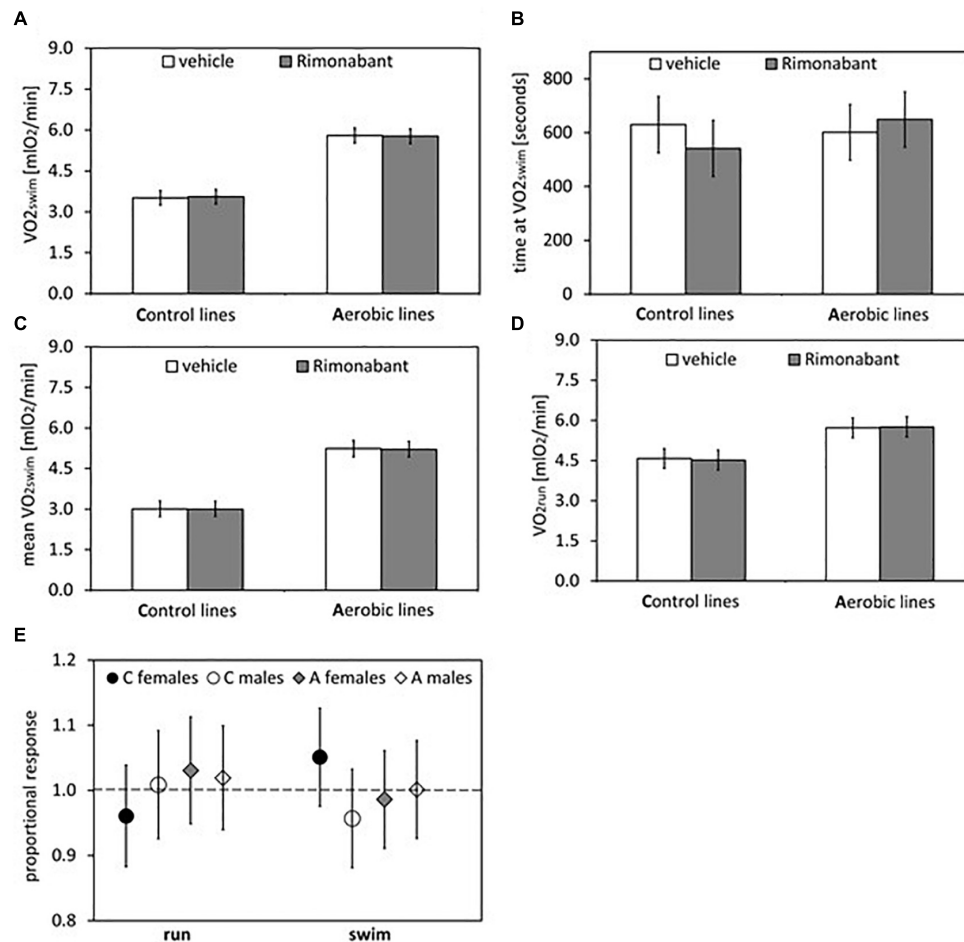 A
9.0
7.5
6.0
4.5
3.0
1.5
0.0
VO2swim [mlO2/min]
vehicle
Rimonabant
Control lines
Aerobic lines
B
800
600
400
200
0
time at VO2swim [seconds]
vehicle
Rimonabant
Control lines
Aerobic lines
C
9.0
7.5
6.0
4.5
3.0
1.5
0.0
mean VO2swim [mlO2/min]
vehicle
Rimonabant
Control lines
Aerobic lines
D
9.0
7.5
6.0
4.5
3.0
1.5
0.0
VO2run [mlO2/min]
vehicle
Rimonabant
Control lines
Aerobic lines
E
1.2
1.1
1.0
0.9
0.8
proportional response
C females
C males
A females
A males
run
swim